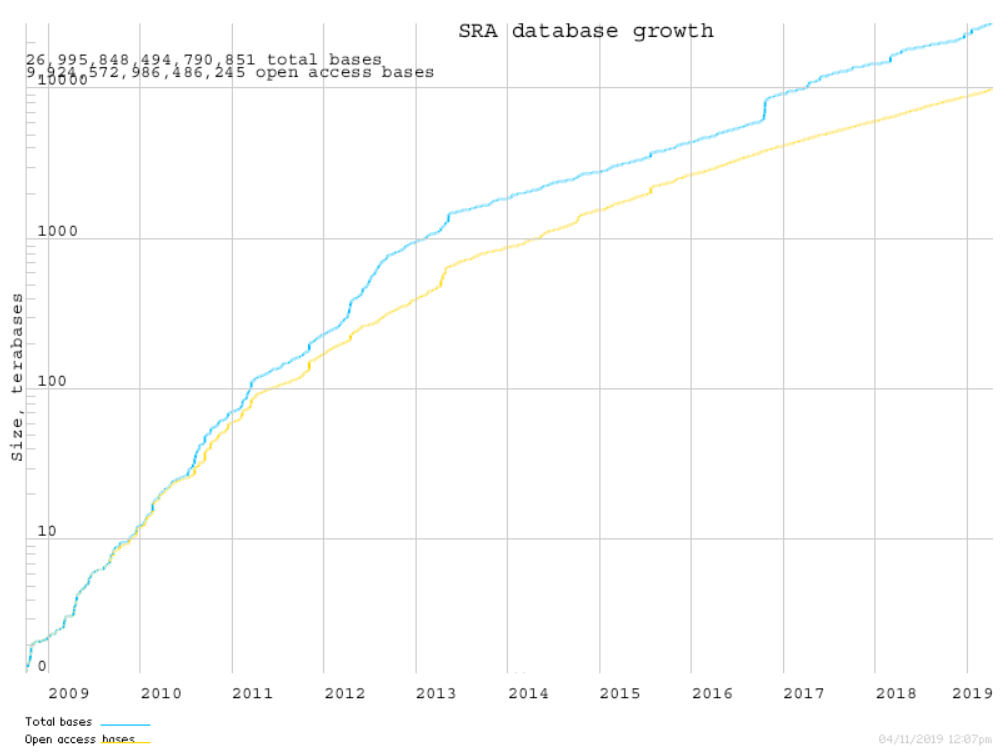 SRA database growth
26,995,848,494,790,851 total bases
9,924,572,986,486,245 open access bases
10000
1000
100
10
0
Size, terabases
2009 2010 2011 2012 2013 2014 2015 2016 2017 2018 2019
Total bases
Open access bases
04/11/2019 12:07pm